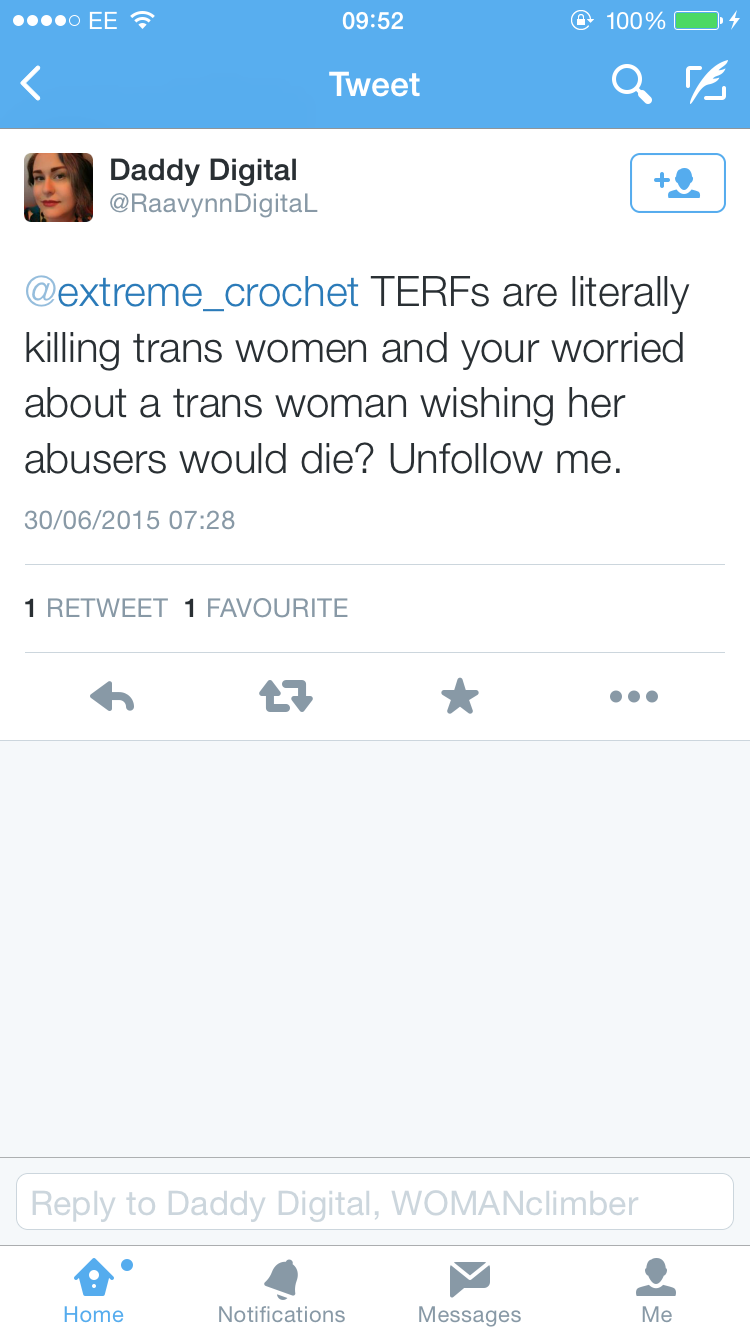 EE 09:52 100%
Tweet
Daddy Digital
@RaavynnDigitaL
@extreme_crochet TERFs are literally
killing trans women and your worried
about a trans woman wishing her
abusers would die? Unfollow me.
30/06/2015 07:28
1 RETWEET 1 FAVOURITE
Reply to Daddy Digital, WOMANclimber
Home Notifications Messages Me